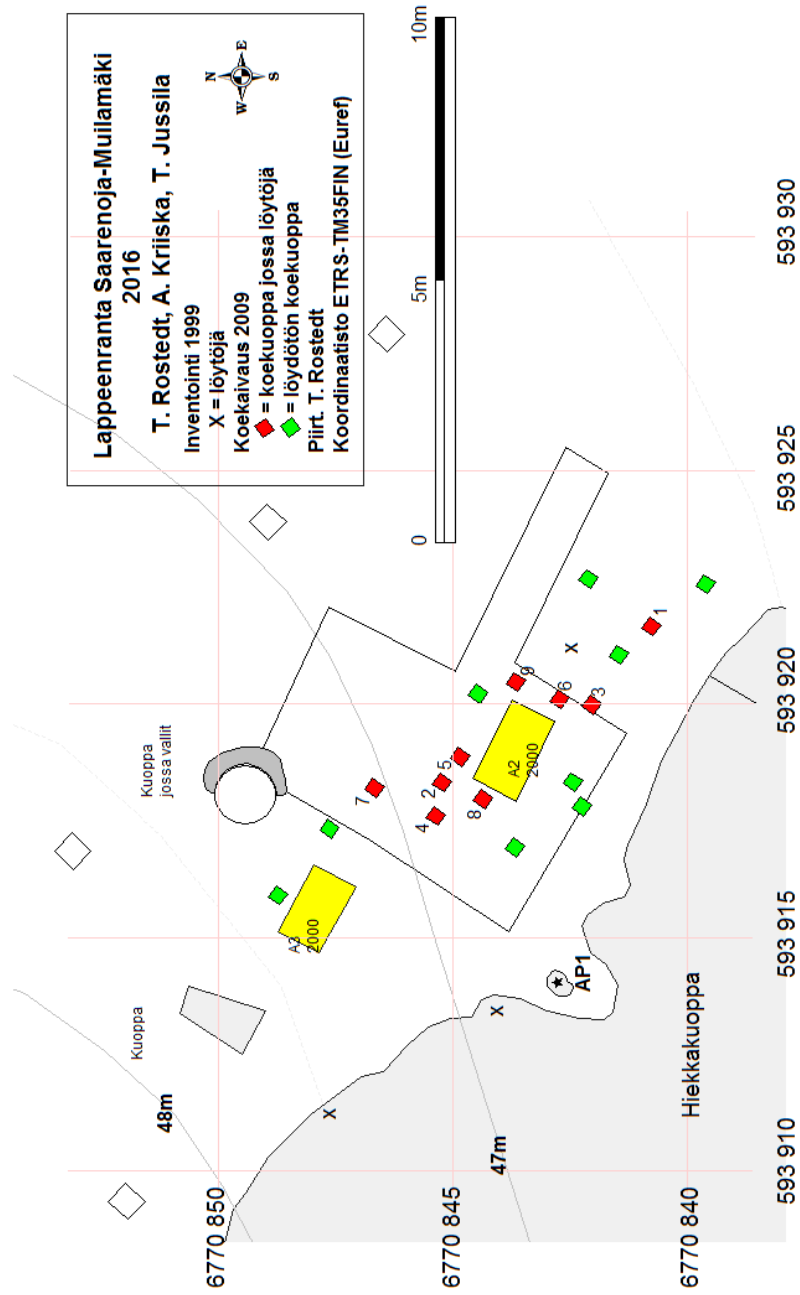 Lappeenranta Saarenoja-Muilamäki
2016
T. Rostedt, A. Kriiska, T. Jussila
Inventointi 1999
X = löytöjä
Koekaivaus 2009
= koekuoppa jossa löytöjä
= löydötön koekuoppa
Piirt. T. Rostedt
Koordinaatisto ETRS-TM35FIN (Euref)
N
W
E
S
0
5m
10m
Kuoppa
jossa vallit
Kuoppa
48m
47m
A3
2000
A2
2000
7
2
5
4
8
9
6
3
1
X
X
X
AP1
Hiekkakuoppa
6770 850
6770 845
6770 840
593 910
593 915
593 920
593 925
593 930